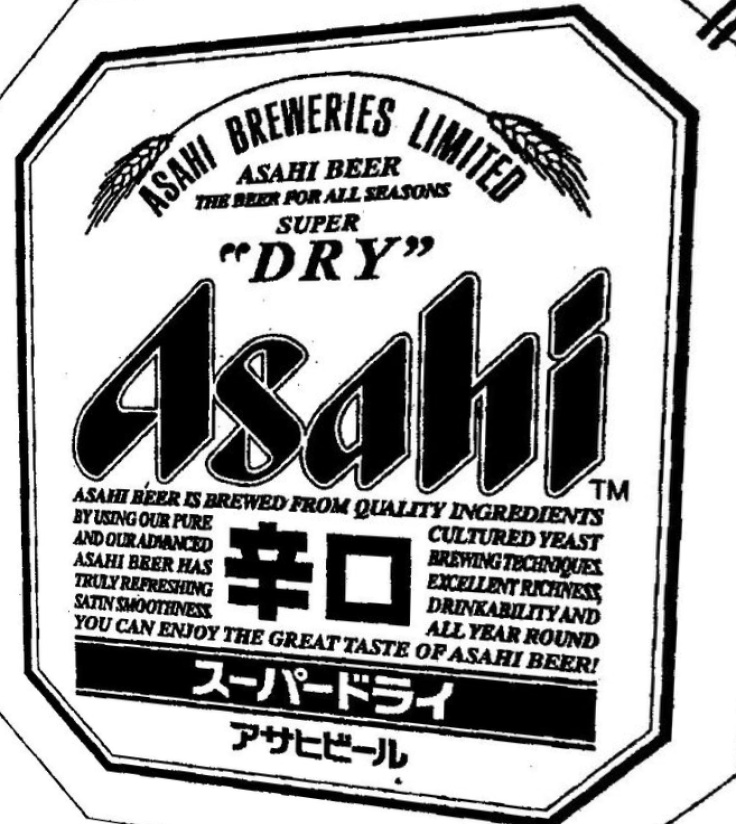 ASAHI BREWERIES LIMITED
ASAHI BEER
THE BEER FOR ALL SEASONS
SUPER
"DRY"
Asahi TM
ASAHI BEER IS BREWED FROM QUALITY INGREDIENTS
BY USING OUR PURE CULTURED YEAST
AND OUR ADVANCED BREWING TECHNIQUES.
ASAHI BEER HAS EXCELLENT RICHNESS,
TRULY REFRESHING DRINKABILITY AND
SATIN SMOOTHNESS. ALL YEAR ROUND
辛口
YOU CAN ENJOY THE GREAT TASTE OF ASAHI BEER!
スーパードライ
アサヒビール